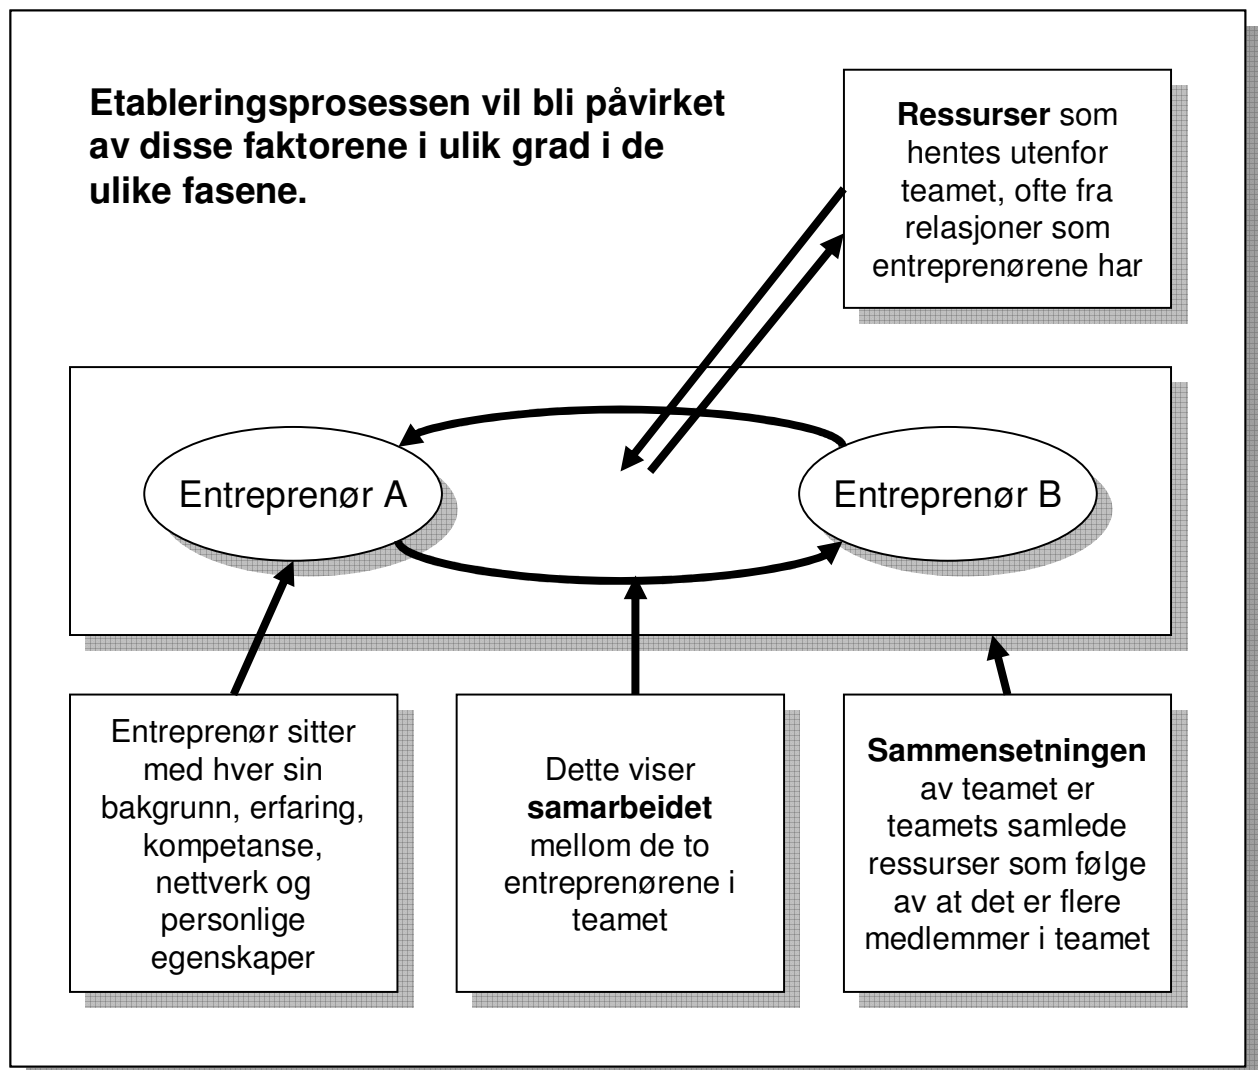 Etableringsprosessen vil bli påvirket
av disse faktorene i ulik grad i de
ulike fasene.
Ressurser som
hentes utenfor
teamet, ofte fra
relasjoner som
entreprenørene har
Entreprenør A
Entreprenør B
Entreprenør sitter
med hver sin
bakgrunn, erfaring,
kompetanse,
nettverk og
personlige
egenskaper
Dette viser
samarbeidet
mellom de to
entreprenørene i
teamet
Sammensetningen
av teamet er
teamets samlede
ressurser som følge
av at det er flere
medlemmer i teamet